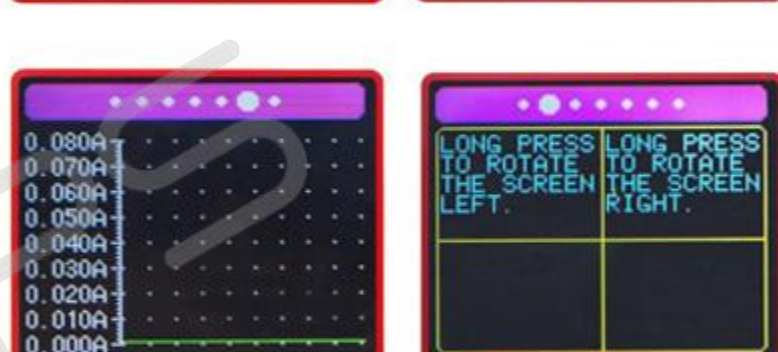 0.080A
0.070A
0.060A
0.050A
0.040A
0.030A
0.020A
0.010A
0.000A
LONG PRESS
TO ROTATE
THE SCREEN
LEFT.
LONG PRESS
TO ROTATE
THE SCREEN
RIGHT.